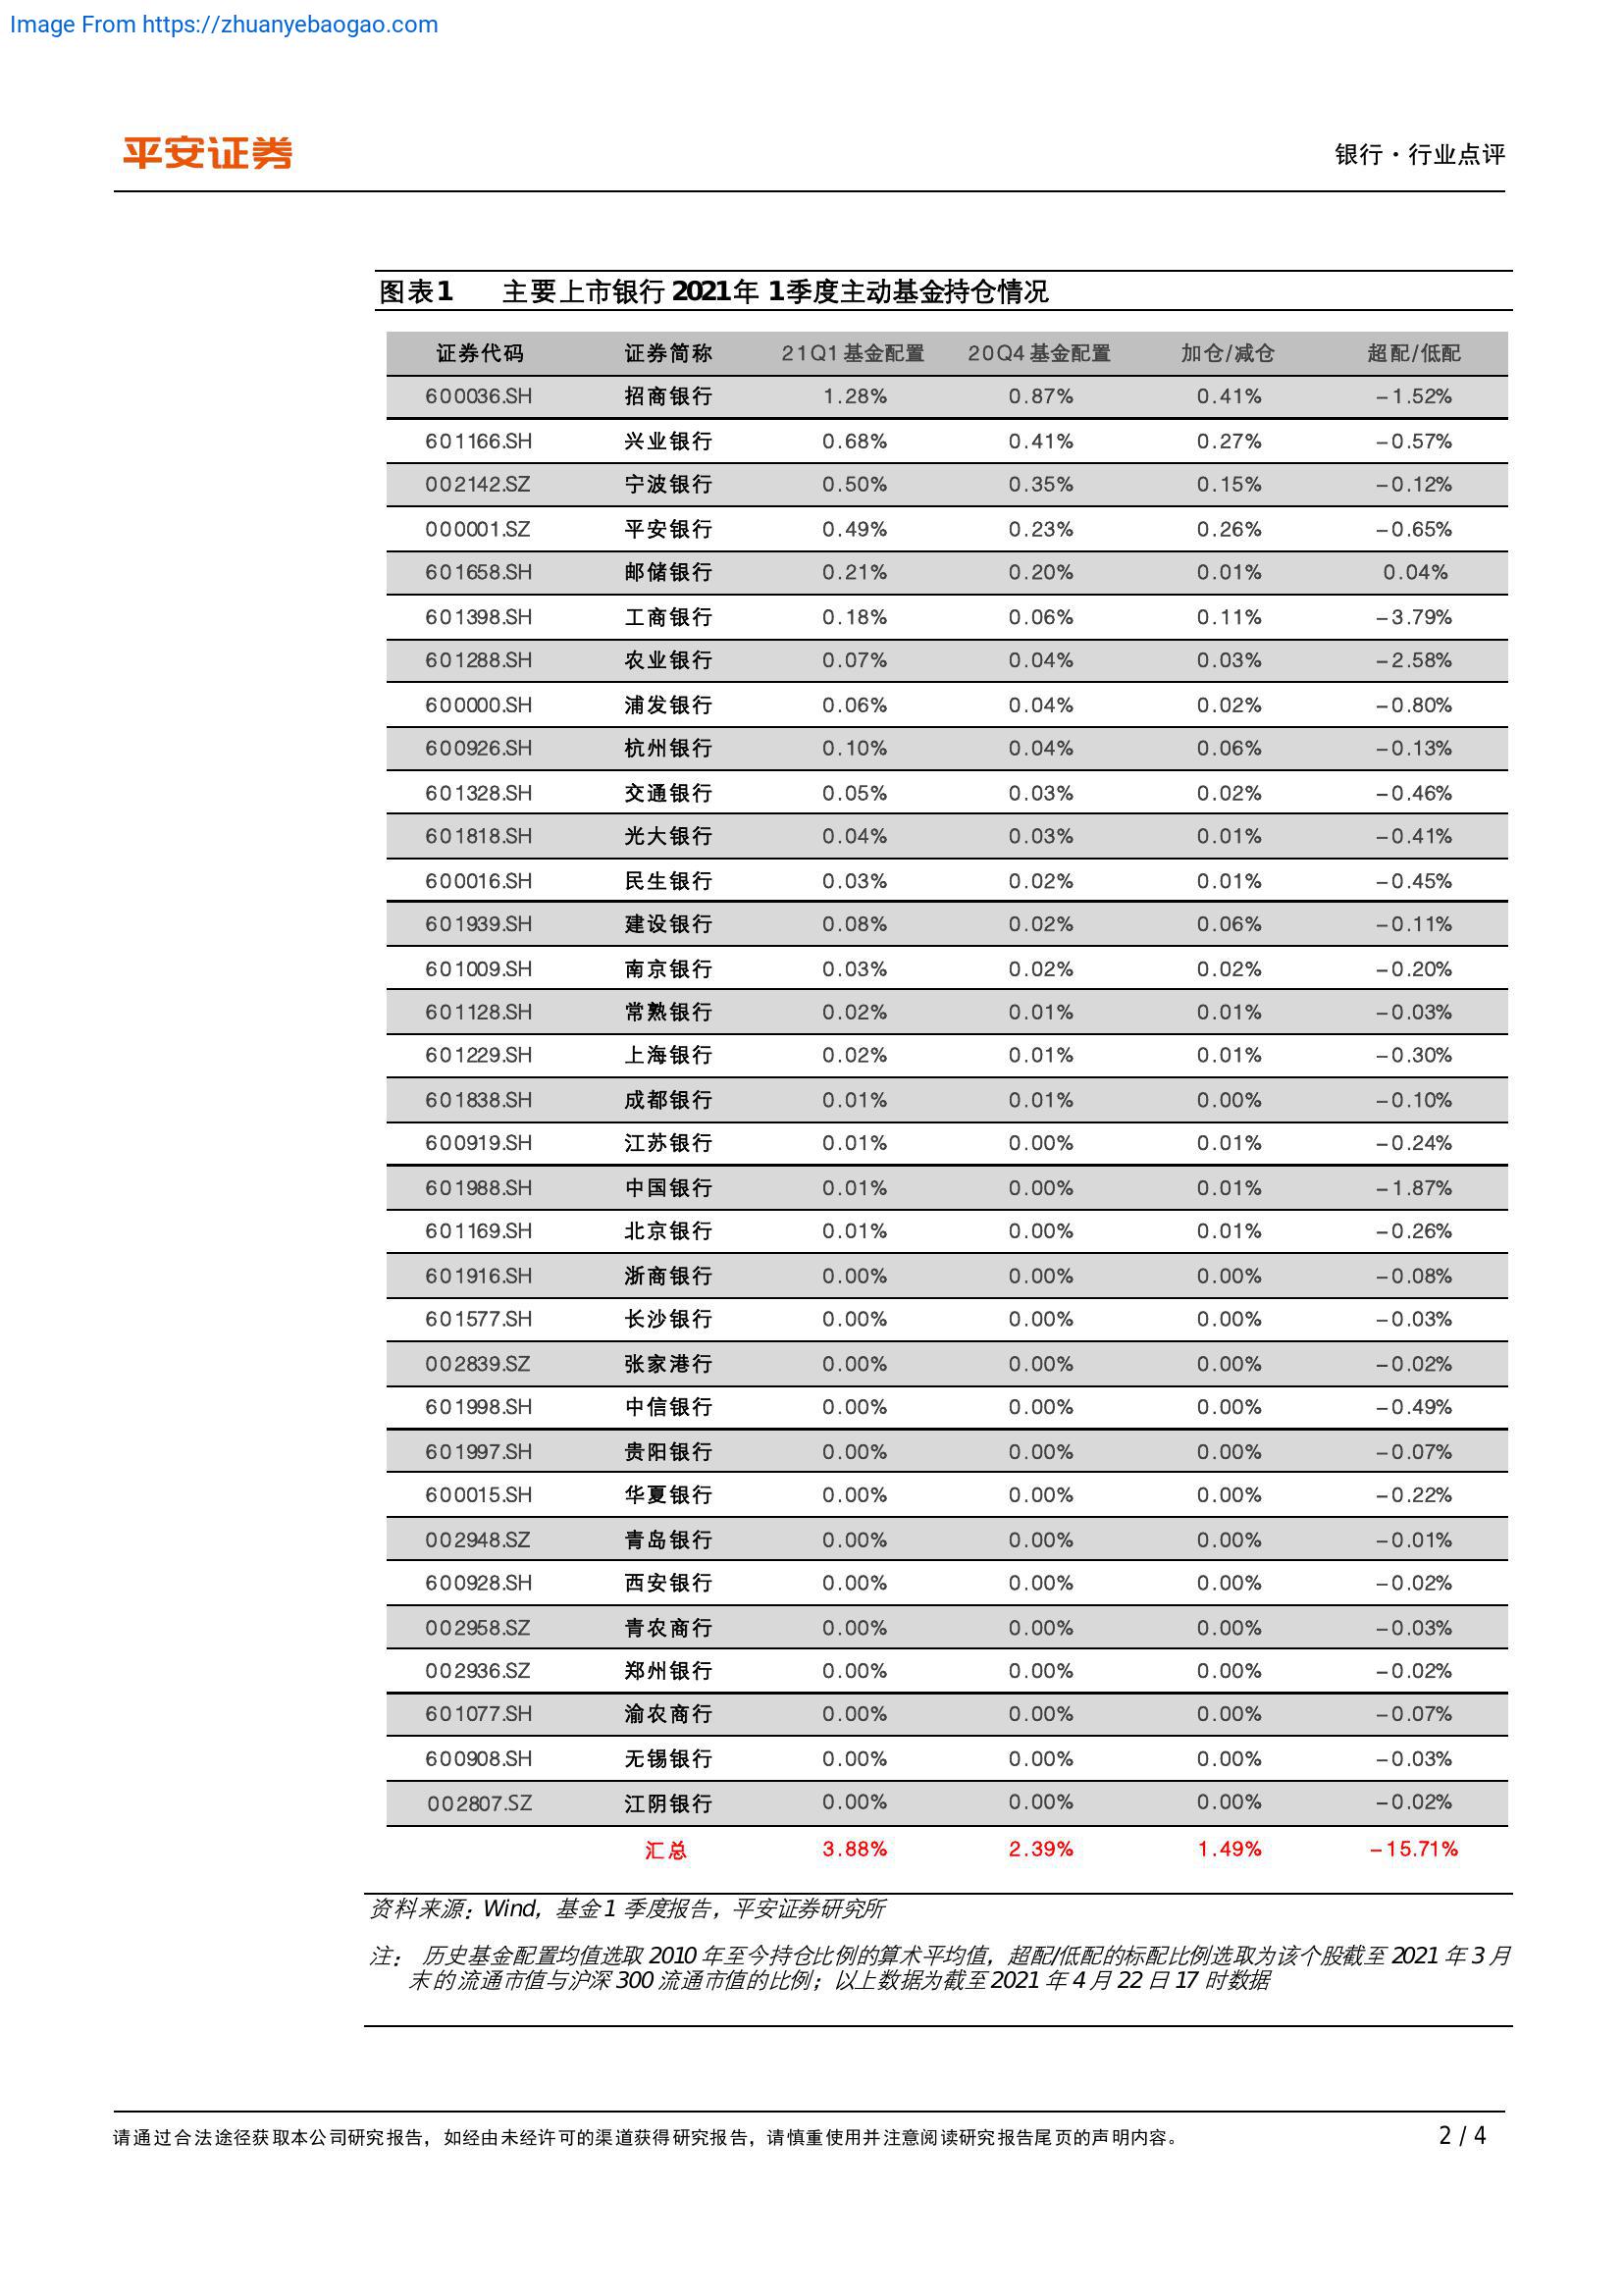 Image From https://zhuanyebaogao.com
平安证券
银行·行业点评
图表1 主要上市银行 2021年 1季度主动基金持仓情况
证券代码 证券简称 21Q1基金配置 20Q4基金配置 加仓/减仓 超配/低配
600036.SH 招商银行 1.28% 0.87% 0.41% -1.52%
601166.SH 兴业银行 0.68% 0.41% 0.27% -0.57%
002142.SZ 宁波银行 0.50% 0.35% 0.15% -0.12%
000001.SZ 平安银行 0.49% 0.23% 0.26% -0.65%
601658.SH 邮储银行 0.21% 0.20% 0.01% 0.04%
601398.SH 工商银行 0.18% 0.06% 0.11% -3.79%
601288.SH 农业银行 0.07% 0.04% 0.03% -2.58%
600000.SH 浦发银行 0.06% 0.04% 0.02% -0.80%
600926.SH 杭州银行 0.10% 0.04% 0.06% -0.13%
601328.SH 交通银行 0.05% 0.03% 0.02% -0.46%
601818.SH 光大银行 0.04% 0.03% 0.01% -0.41%
600016.SH 民生银行 0.03% 0.02% 0.01% -0.45%
601939.SH 建设银行 0.08% 0.02% 0.06% -0.11%
601009.SH 南京银行 0.03% 0.02% 0.02% -0.20%
601128.SH 常熟银行 0.02% 0.01% 0.01% -0.03%
601229.SH 上海银行 0.02% 0.01% 0.01% -0.30%
601838.SH 成都银行 0.01% 0.01% 0.00% -0.10%
600919.SH 江苏银行 0.01% 0.00% 0.01% -0.24%
601988.SH 中国银行 0.01% 0.00% 0.01% -1.87%
601169.SH 北京银行 0.01% 0.00% 0.01% -0.26%
601916.SH 浙商银行 0.00% 0.00% 0.00% -0.08%
601577.SH 长沙银行 0.00% 0.00% 0.00% -0.03%
002839.SZ 张家港行 0.00% 0.00% 0.00% -0.02%
601998.SH 中信银行 0.00% 0.00% 0.00% -0.49%
601997.SH 贵阳银行 0.00% 0.00% 0.00% -0.07%
600015.SH 华夏银行 0.00% 0.00% 0.00% -0.22%
002948.SZ 青岛银行 0.00% 0.00% 0.00% -0.01%
600928.SH 西安银行 0.00% 0.00% 0.00% -0.02%
002958.SZ 青农商行 0.00% 0.00% 0.00% -0.03%
002936.SZ 郑州银行 0.00% 0.00% 0.00% -0.02%
601077.SH 渝农商行 0.00% 0.00% 0.00% -0.07%
600908.SH 无锡银行 0.00% 0.00% 0.00% -0.03%
002807.SZ 江阴银行 0.00% 0.00% 0.00% -0.02%
汇总 3.88% 2.39% 1.49% -15.71%
资料来源：Wind，基金1 季度报告，平安证券研究所
注： 历史基金配置均值选取 2010 年至今持仓比例的算术平均值，超配/低配的标配比例选取为该个股截至 2021 年 3 月
末的流通市值与沪深 300 流通市值的比例；以上数据为截至2021 年 4 月 22 日 17 时数据
请通过合法途径获取本公司研究报告，如经由未经许可的渠道获得研究报告，请慎重使用并注意阅读研究报告尾页的声明内容。
2 / 4